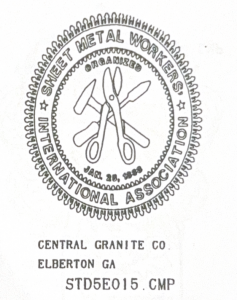 SHEET METAL WORKERS'
INTERNATIONAL ASSOCIATION
ORGANIZED
JAN. 25, 1888
CENTRAL GRANITE CO.
ELBERTON GA
STD5E015.CMP